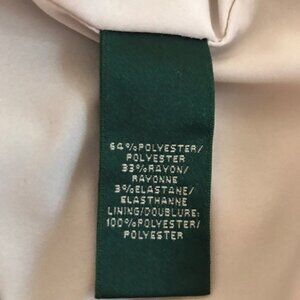 64%POLYESTER/
POLYESTER
33%RAYON/
RAYONNE
3%ELASTANE/
ELASTHANNE
LINING/DOUBLURE:
100%POLYESTER/
POLYESTER